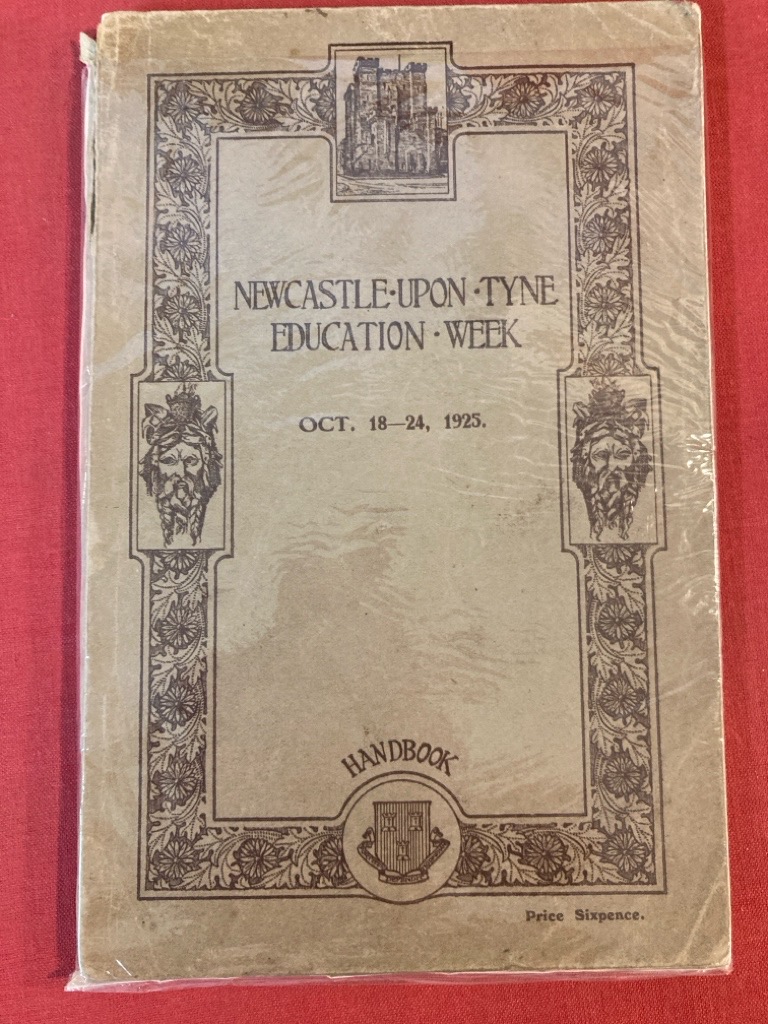 NEWCASTLE·UPON·TYNE
EDUCATION·WEEK
OCT. 18—24, 1925.
HANDBOOK
Price Sixpence.